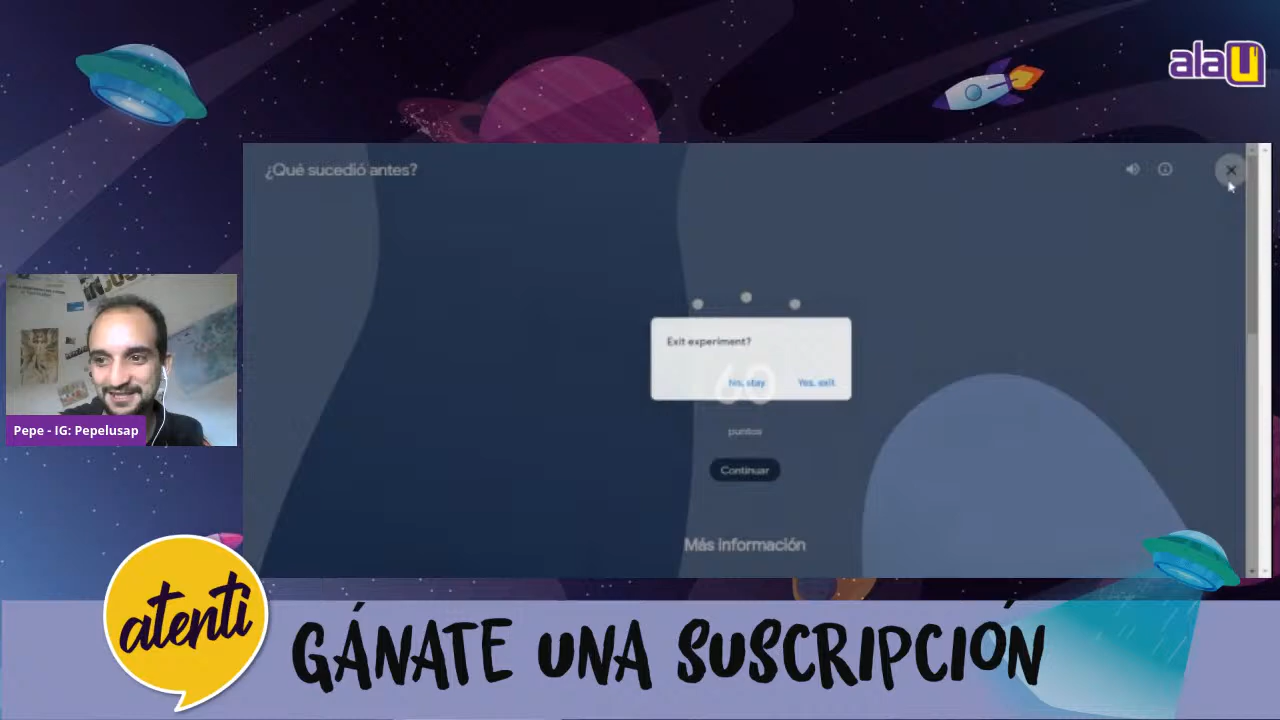 alaU
¿Qué sucedió antes?
Exit experiment?
60
No, stay
Yes, exit
puntos
Continuar
Más información
Pepe - IG: Pepelusap
atenti
GÁNATE UNA SUSCRIPCIÓN